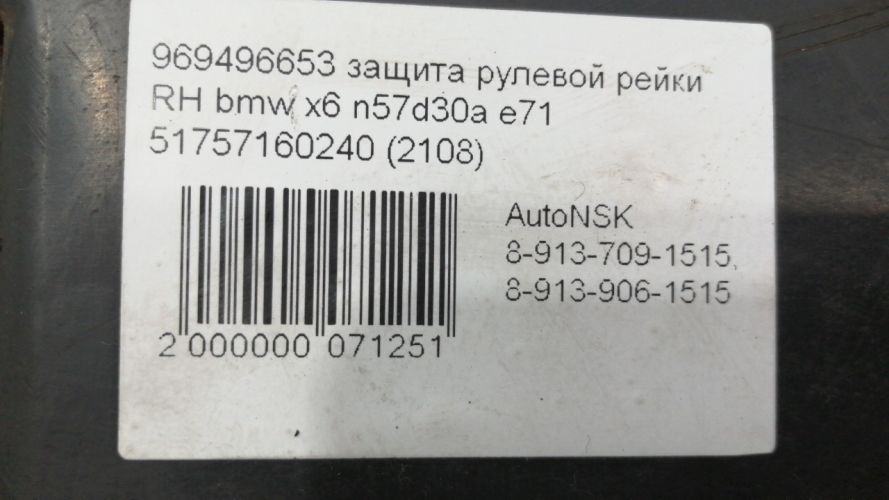 969496653 защита рулевой рейки
RH bmw x6 n57d30a e71
51757160240 (2108)
AutoNSK
8-913-709-1515,
8-913-906-1515
2 000000 071251